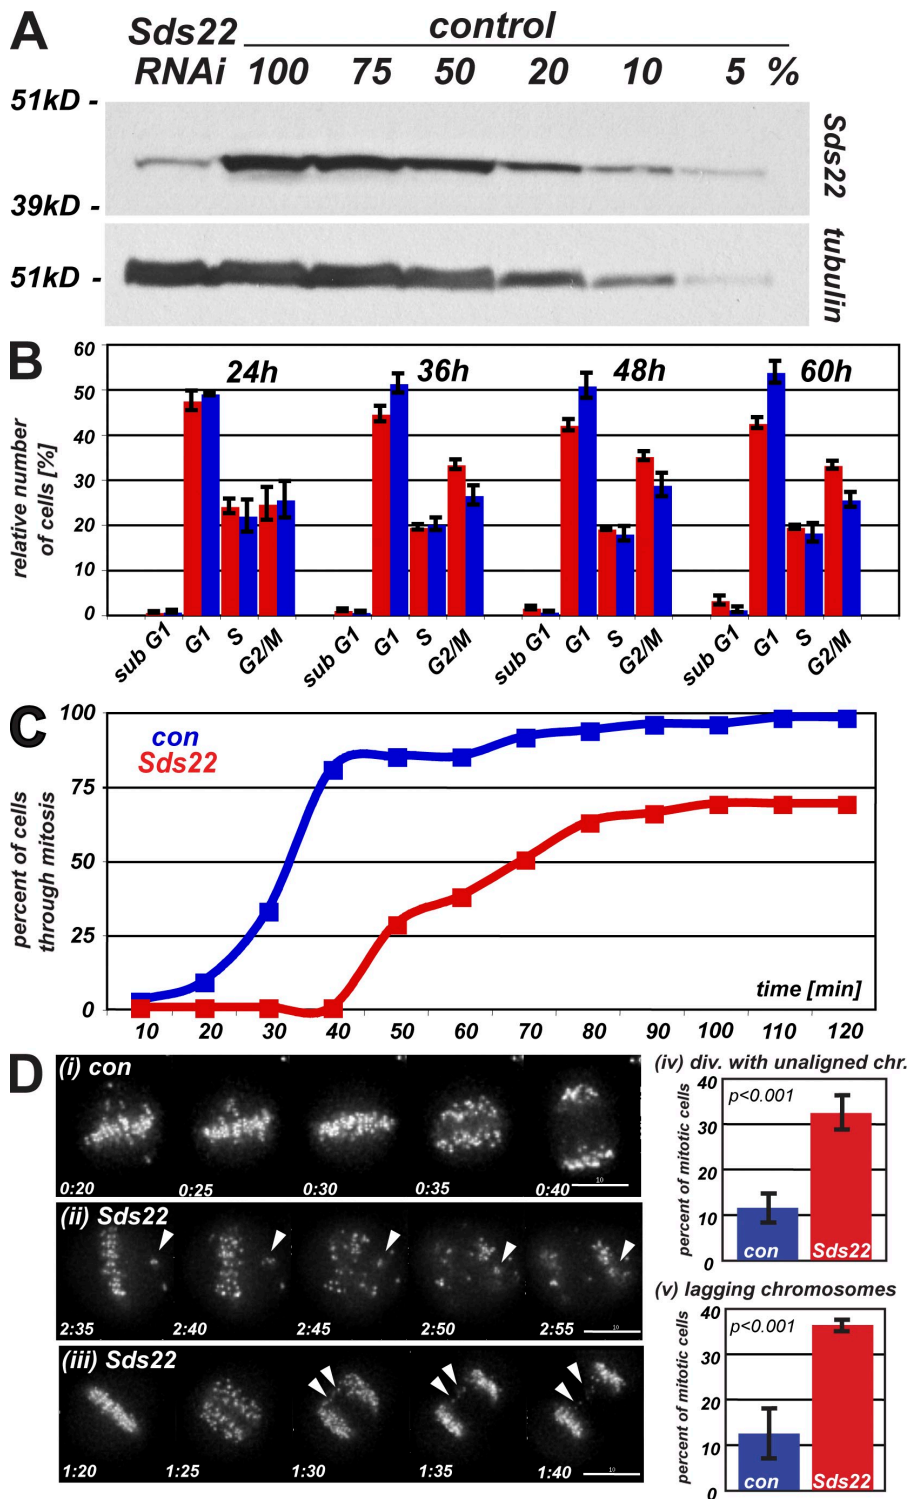 A
Sds22 control
RNAi 100 75 50 20 10 5 %
51kD -
Sds22
39kD -
51kD -
tubulin
B
60
50
40
30
20
10
0
relative number
of cells [%]
24h 36h 48h 60h
sub G1 G1 S G2/M sub G1 G1 S G2/M sub G1 G1 S G2/M sub G1 G1 S G2/M
C
100
75
50
25
0
percent of cells
through mitosis
con
Sds22
time [min]
10 20 30 40 50 60 70 80 90 100 110 120
D
(i) con
0:20 0:25 0:30 0:35 0:40
10
(ii) Sds22
2:35 2:40 2:45 2:50 2:55
10
(iii) Sds22
1:20 1:25 1:30 1:35 1:40
10
(iv) div. with unaligned chr.
40
30
20
10
0
percent of mitotic cells
p<0.001
con Sds22
(v) lagging chromosomes
40
30
20
10
0
percent of mitotic cells
p<0.001
con Sds22